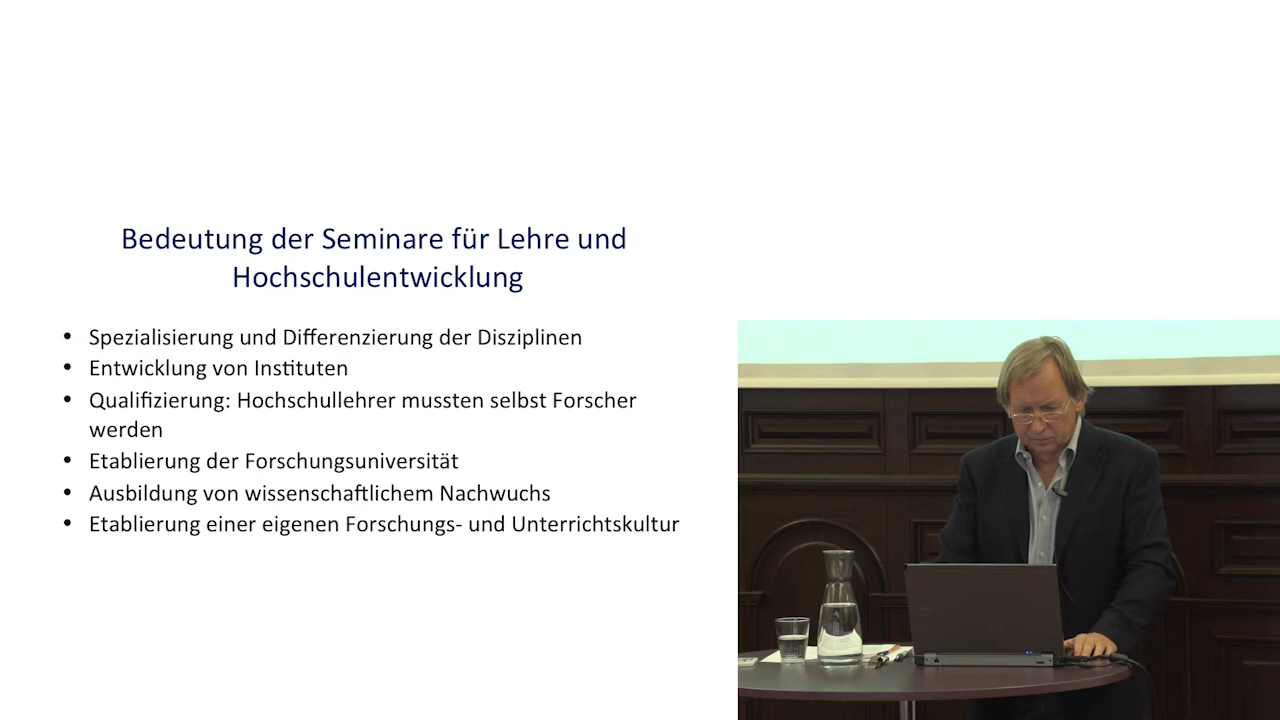 Bedeutung der Seminare für Lehre und
Hochschulentwicklung
• Spezialisierung und Differenzierung der Disziplinen
• Entwicklung von Instituten
• Qualifizierung: Hochschullehrer mussten selbst Forscher
werden
• Etablierung der Forschungsuniversität
• Ausbildung von wissenschaftlichem Nachwuchs
• Etablierung einer eigenen Forschungs- und Unterrichtskultur